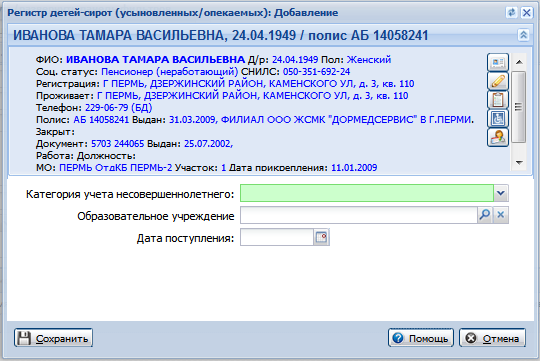 Регистр детей-сирот (усыновленных/опекаемых): Добавление
ИВАНОВА ТАМАРА ВАСИЛЬЕВНА, 24.04.1949 / полис АБ 14058241
ФИО: ИВАНОВА ТАМАРА ВАСИЛЬЕВНА Д/р: 24.04.1949 Пол: Женский
Соц. статус: Пенсионер (неработающий) СНИЛС: 050-351-692-24
Регистрация: Г ПЕРМЬ, ДЗЕРЖИНСКИЙ РАЙОН, КАМЕНСКОГО УЛ, д. 3, кв. 110
Проживает: Г ПЕРМЬ, ДЗЕРЖИНСКИЙ РАЙОН, КАМЕНСКОГО УЛ, д. 3, кв. 110
Телефон: 229-06-79 (БД)
Полис: АБ 14058241 Выдан: 31.03.2009, ФИЛИАЛ ООО ЖСМК "ДОРМЕДСЕРВИС" В Г.ПЕРМИ.
Закрыт:
Документ: 5703 244065 Выдан: 25.07.2002,
Работа: Должность:
МО: ПЕРМЬ ОтдКБ ПЕРМЬ-2 Участок: 1 Дата прикрепления: 11.01.2009
Категория учета несовершеннолетнего:
Образовательное учреждение
Дата поступления:
Сохранить Помощь Отмена